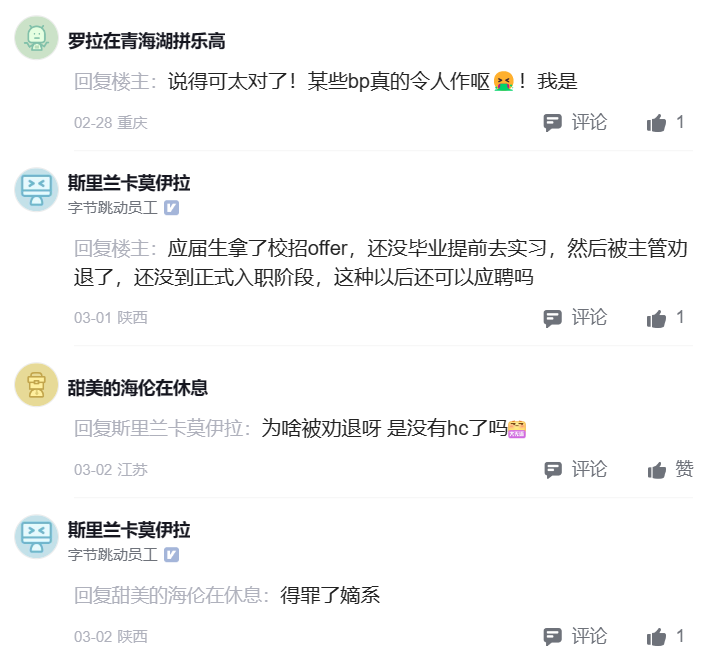 罗拉在青海湖拼乐高
回复楼主：说得可太对了！某些bp真的令人作呕🤮！我是
02-28 重庆 评论 1
斯里兰卡莫伊拉
字节跳动员工
回复楼主：应届生拿了校招offer，还没毕业提前去实习，然后被主管劝
退了，还没到正式入职阶段，这种以后还可以应聘吗
03-01 陕西 评论 1
甜美的海伦在休息
回复斯里兰卡莫伊拉：为啥被劝退呀 是没有hc了吗
03-02 江苏 评论 赞
斯里兰卡莫伊拉
字节跳动员工
回复甜美的海伦在休息：得罪了嫡系
03-02 陕西 评论 1